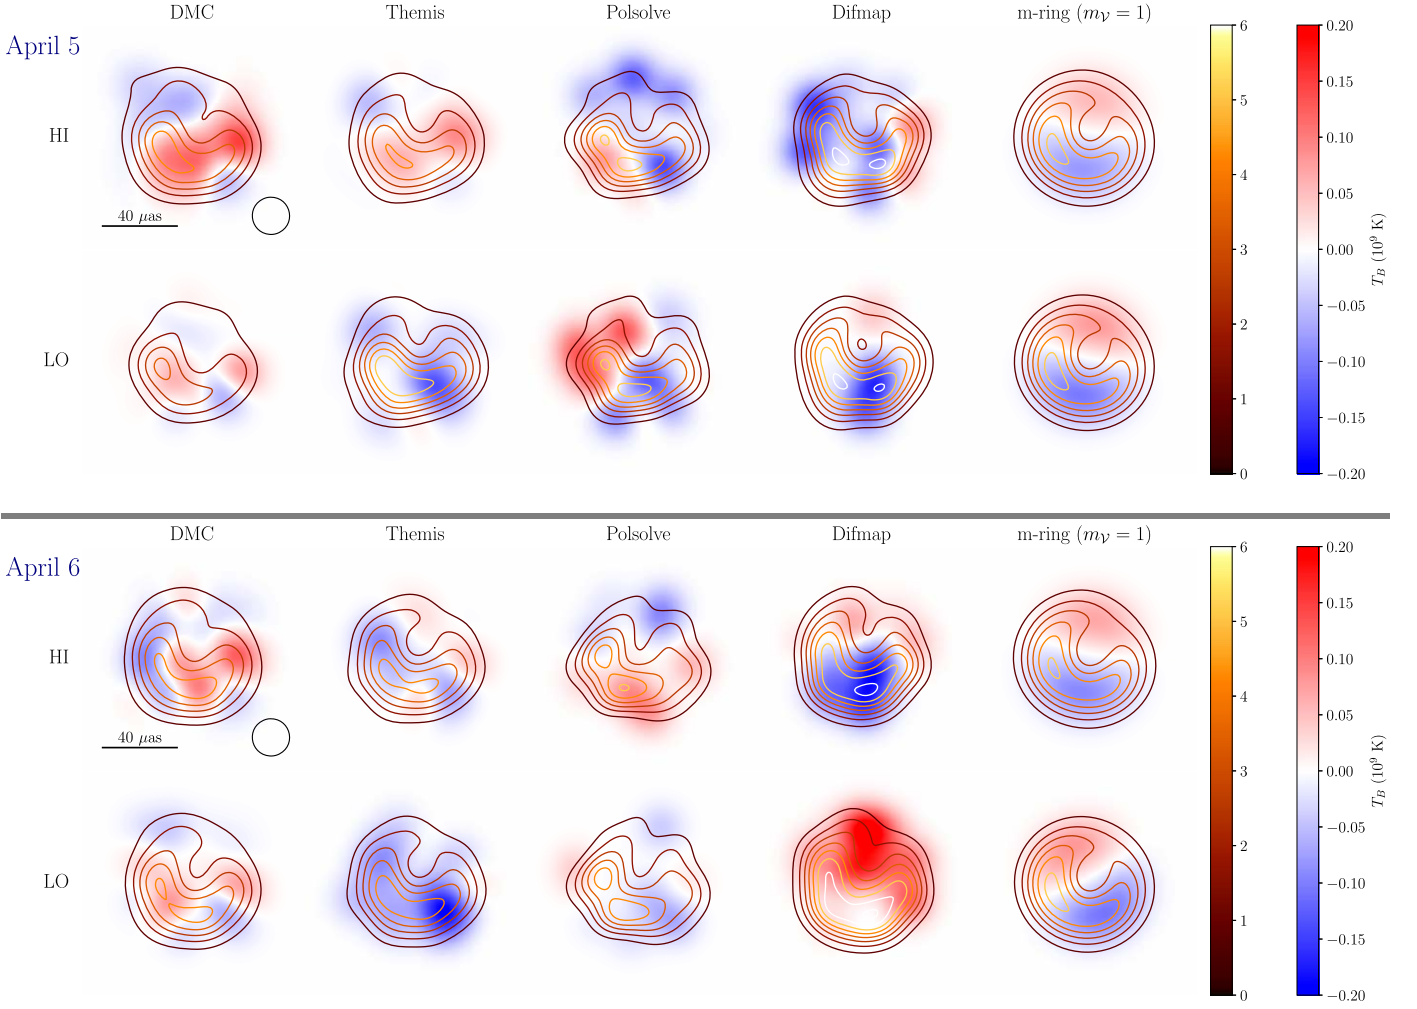 DMC Themis Polsolve Difmap m-ring (m𝒱 = 1)
April 5
HI
40 μas
LO
6
5
4
3
2
1
0
0.20
0.15
0.10
0.05
0.00
−0.05
−0.10
−0.15
−0.20
T_B (10⁹ K)
DMC Themis Polsolve Difmap m-ring (m𝒱 = 1)
April 6
HI
40 μas
LO
6
5
4
3
2
1
0
0.20
0.15
0.10
0.05
0.00
−0.05
−0.10
−0.15
−0.20
T_B (10⁹ K)